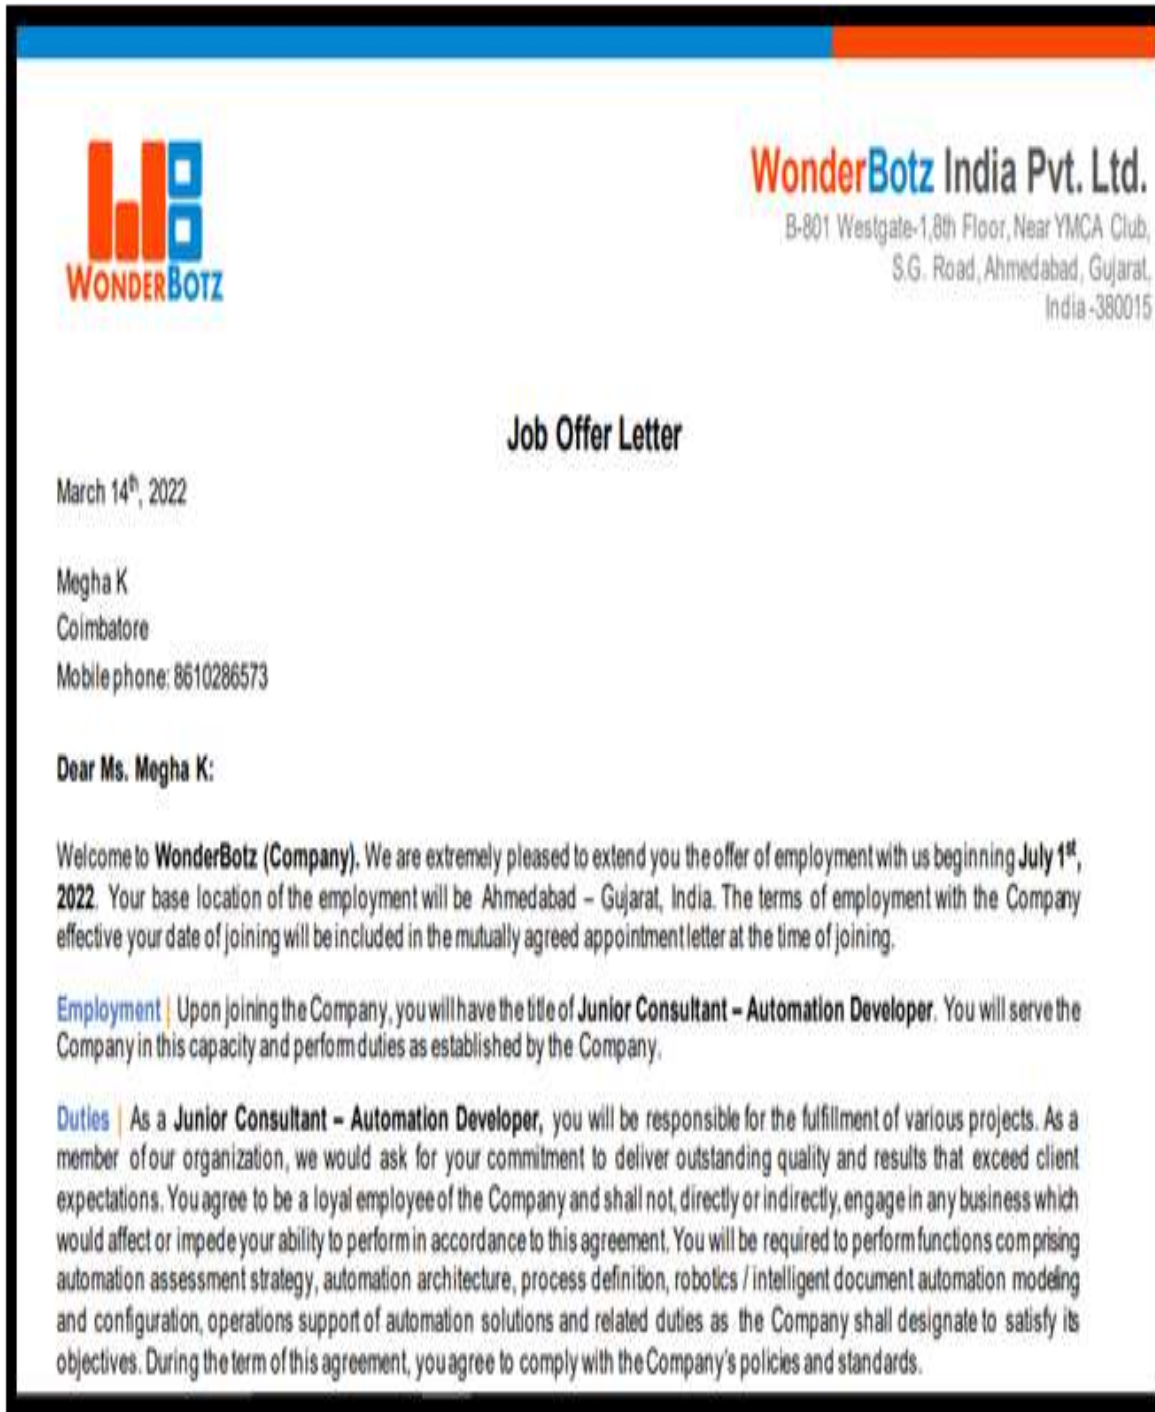 WONDERBOTZ
WonderBotz India Pvt. Ltd.
B-801 Westgate-1,8th Floor, Near YMCA Club,
S.G. Road, Ahmedabad, Gujarat,
India -380015
Job Offer Letter
March 14th, 2022
Megha K
Coimbatore
Mobile phone: 8610286573
Dear Ms. Megha K:
Welcome to WonderBotz (Company). We are extremely pleased to extend you the offer of employment with us beginning July 1st,
2022. Your base location of the employment will be Ahmedabad – Gujarat, India. The terms of employment with the Company
effective your date of joining will be included in the mutually agreed appointment letter at the time of joining.
Employment | Upon joining the Company, you will have the title of Junior Consultant – Automation Developer. You will serve the
Company in this capacity and perform duties as established by the Company.
Duties | As a Junior Consultant – Automation Developer, you will be responsible for the fulfillment of various projects. As a
member of our organization, we would ask for your commitment to deliver outstanding quality and results that exceed client
expectations. You agree to be a loyal employee of the Company and shall not, directly or indirectly, engage in any business which
would affect or impede your ability to perform in accordance to this agreement. You will be required to perform functions comprising
automation assessment strategy, automation architecture, process definition, robotics / intelligent document automation modeling
and configuration, operations support of automation solutions and related duties as the Company shall designate to satisfy its
objectives. During the term of this agreement, you agree to comply with the Company's policies and standards.